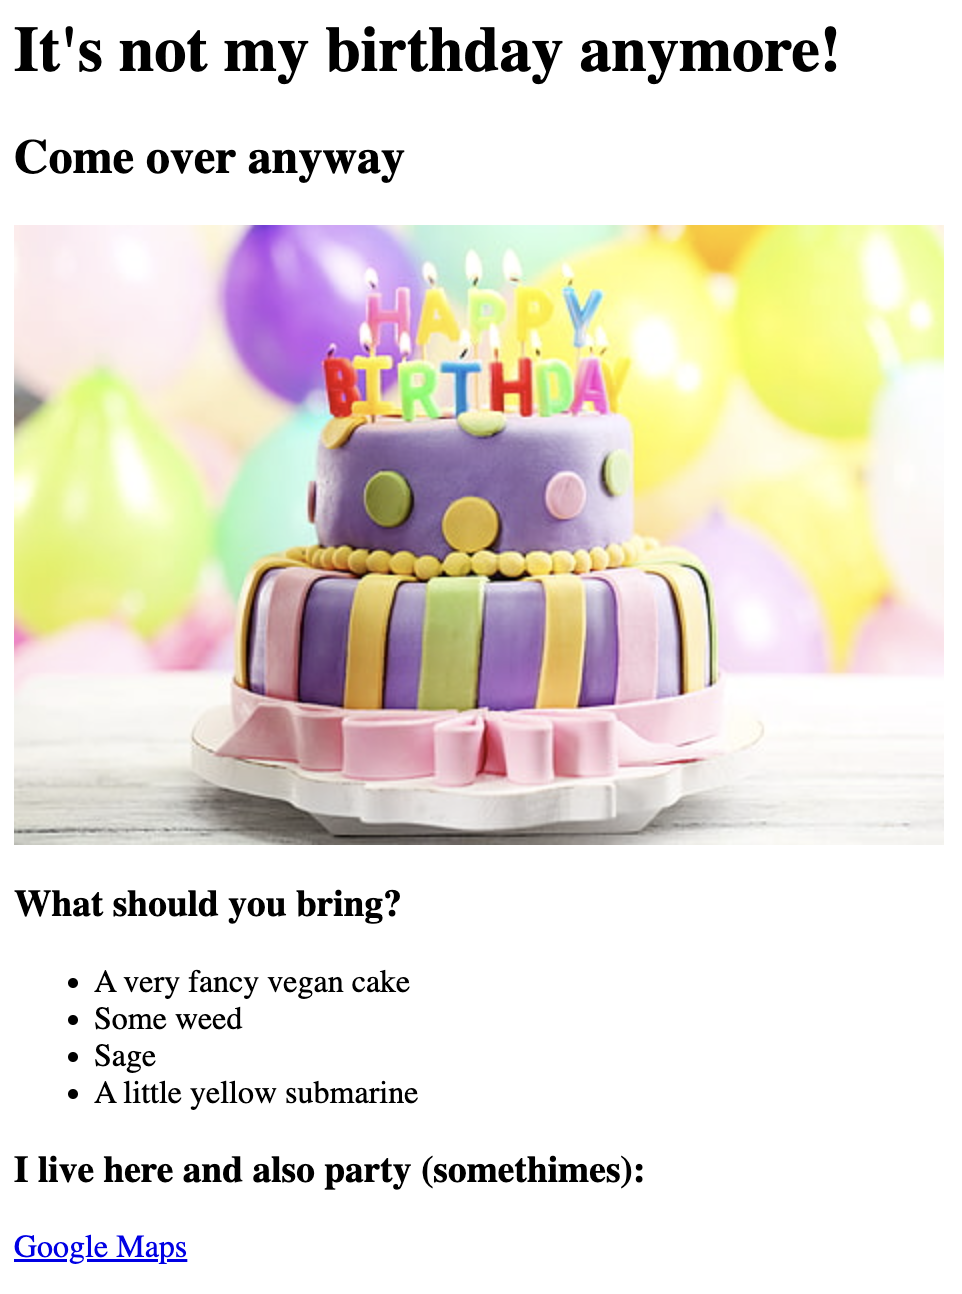 It's not my birthday anymore!
Come over anyway
HAPPY
BIRTHDAY
What should you bring?
A very fancy vegan cake
Some weed
Sage
A little yellow submarine
I live here and also party (somethimes):
Google Maps